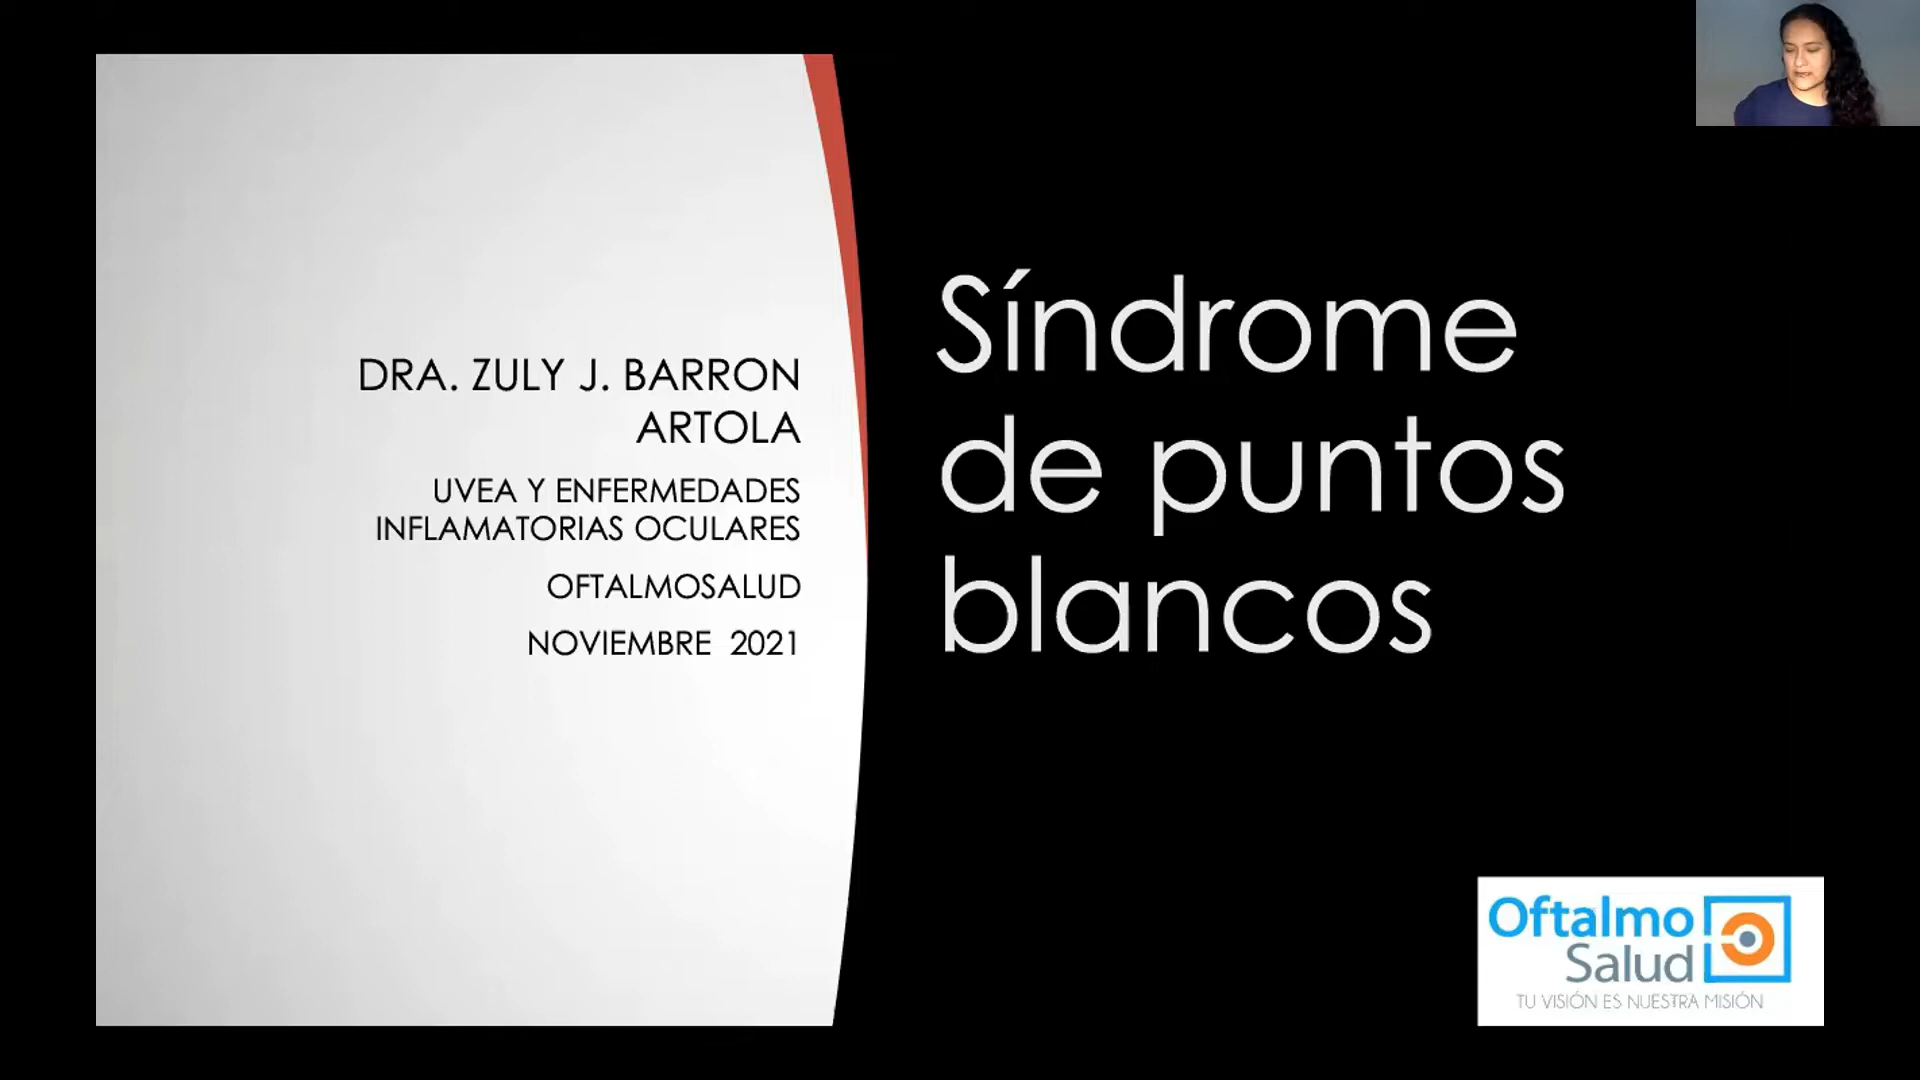 DRA. ZULY J. BARRON
ARTOLA
UVEA Y ENFERMEDADES
INFLAMATORIAS OCULARES
OFTALMOSALUD
NOVIEMBRE 2021
Síndrome
de puntos
blancos
Oftalmo
Salud
TU VISIÓN ES NUESTRA MISIÓN